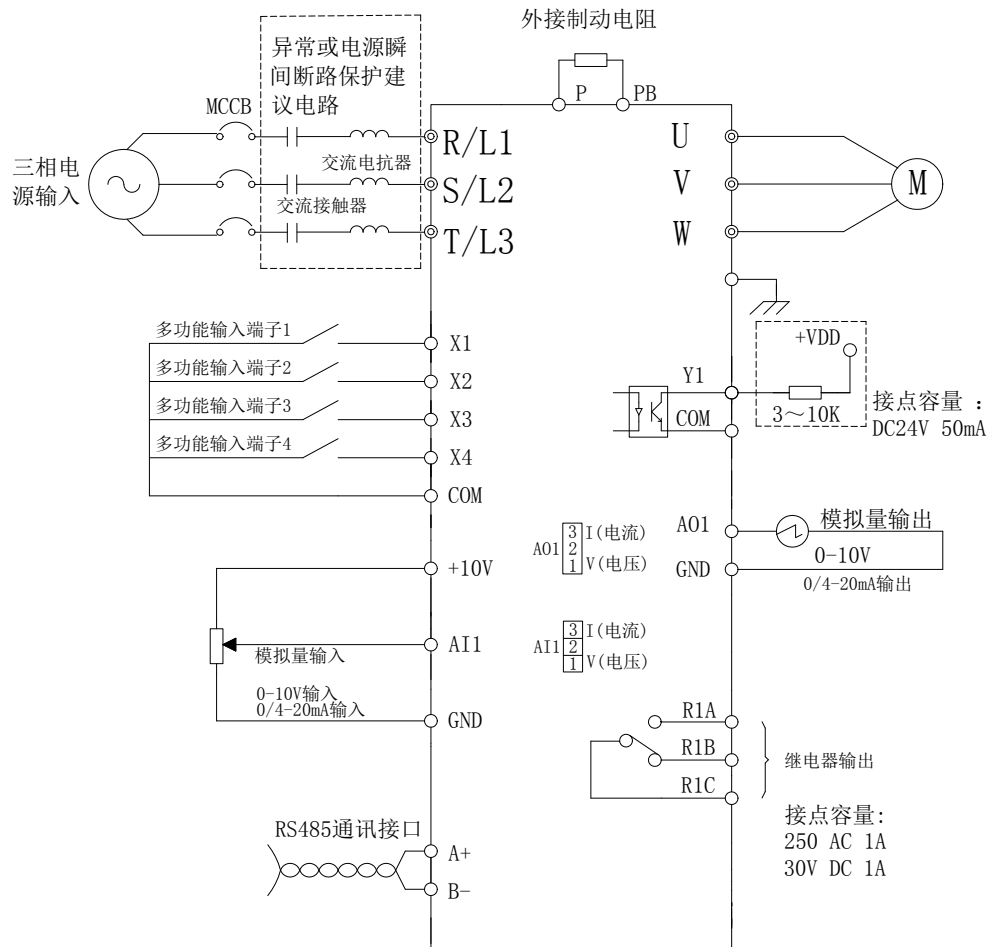 外接制动电阻
异常或电源瞬
间断路保护建
议电路
P
PB
MCCB
R/L1
U
交流电抗器
三相电
源输入
S/L2
V
M
交流接触器
T/L3
W
多功能输入端子1
X1
+VDD
多功能输入端子2
X2
Y1
多功能输入端子3
X3
COM
3～10K
接点容量 :
DC24V 50mA
多功能输入端子4
X4
COM
AO1
3
I(电流)
2
1
V(电压)
AO1
模拟量输出
0-10V
GND
0/4-20mA输出
+10V
AI1
3
I(电流)
2
1
V(电压)
AI1
模拟量输入
0-10V输入
0/4-20mA输入
GND
R1A
R1B
R1C
继电器输出
接点容量:
250 AC 1A
30V DC 1A
RS485通讯接口
A+
B-